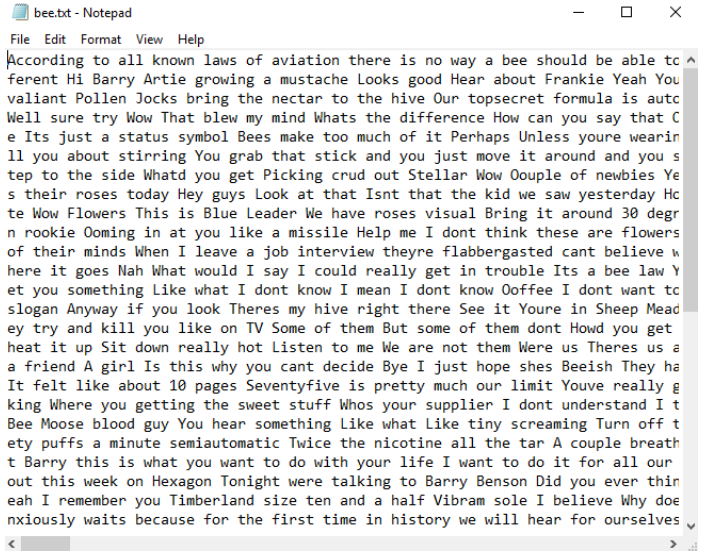 bee.txt - Notepad
File Edit Format View Help
According to all known laws of aviation there is no way a bee should be able to
ferent Hi Barry Artie growing a mustache Looks good Hear about Frankie Yeah You
valiant Pollen Jocks bring the nectar to the hive Our topsecret formula is auto
Well sure try Wow That blew my mind Whats the difference How can you say that O
e Its just a status symbol Bees make too much of it Perhaps Unless youre wearin
ll you about stirring You grab that stick and you just move it around and you s
tep to the side Whatd you get Picking crud out Stellar Wow Oouple of newbies Ye
s their roses today Hey guys Look at that Isnt that the kid we saw yesterday Ho
te Wow Flowers This is Blue Leader We have roses visual Bring it around 30 degr
n rookie Ooming in at you like a missile Help me I dont think these are flowers
of their minds When I leave a job interview theyre flabbergasted cant believe w
here it goes Nah What would I say I could really get in trouble Its a bee law Y
et you something Like what I dont know I mean I dont know Ooffee I dont want to
slogan Anyway if you look Theres my hive right there See it Youre in Sheep Mead
ey try and kill you like on TV Some of them But some of them dont Howd you get
heat it up Sit down really hot Listen to me We are not them Were us Theres us a
a friend A girl Is this why you cant decide Bye I just hope shes Beeish They ha
It felt like about 10 pages Seventyfive is pretty much our limit Youve really g
king Where you getting the sweet stuff Whos your supplier I dont understand I t
Bee Moose blood guy You hear something Like what Like tiny screaming Turn off t
ety puffs a minute semiautomatic Twice the nicotine all the tar A couple breath
t Barry this is what you want to do with your life I want to do it for all our
out this week on Hexagon Tonight were talking to Barry Benson Did you ever thin
eah I remember you Timberland size ten and a half Vibram sole I believe Why doe
nxiously waits because for the first time in history we will hear for ourselves